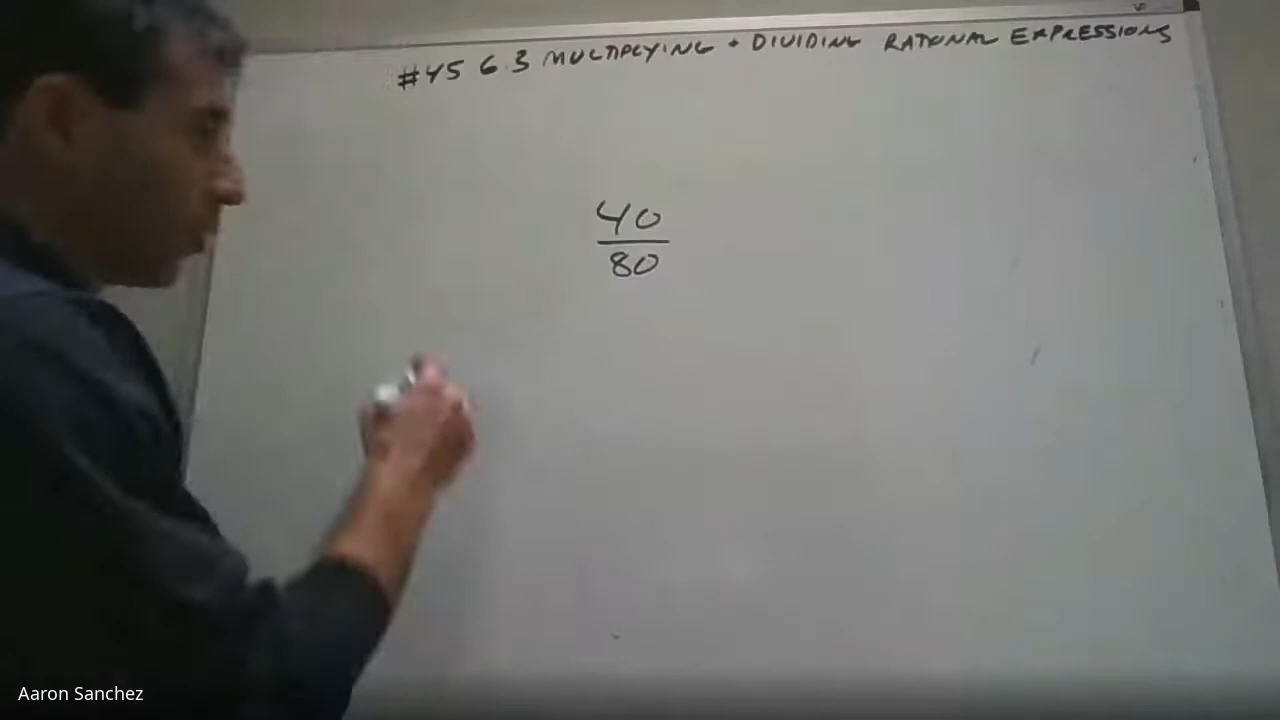 #45 6.3 MULTIPLYING + DIVIDING RATIONAL EXPRESSIONS
40
80
Aaron Sanchez